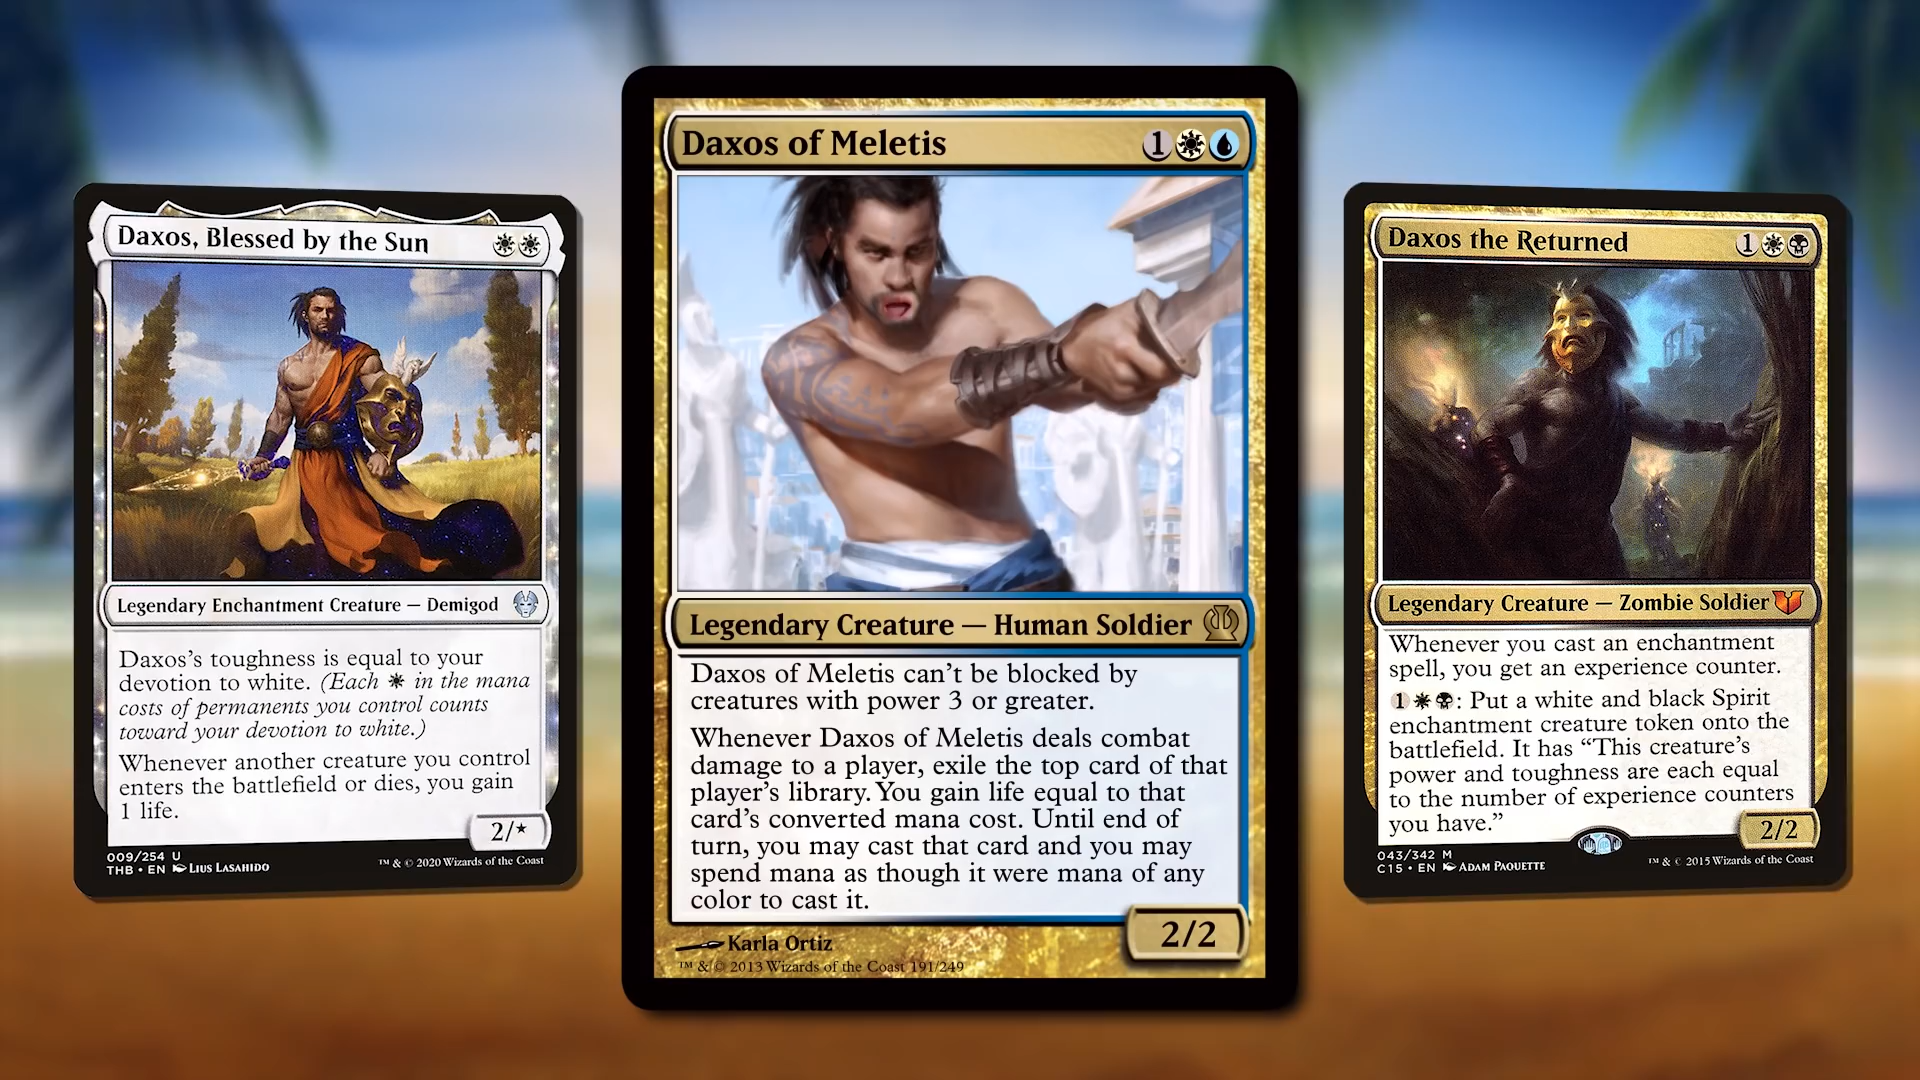 Daxos, Blessed by the Sun
Legendary Enchantment Creature — Demigod
Daxos's toughness is equal to your
devotion to white. (Each in the mana
costs of permanents you control counts
toward your devotion to white.)
Whenever another creature you control
enters the battlefield or dies, you gain
1 life.
2/★
009/254 U
THB • EN Lius Lasahido
™ & © 2020 Wizards of the Coast
Daxos of Meletis 1
Legendary Creature — Human Soldier
Daxos of Meletis can't be blocked by
creatures with power 3 or greater.
Whenever Daxos of Meletis deals combat
damage to a player, exile the top card of that
player's library. You gain life equal to that
card's converted mana cost. Until end of
turn, you may cast that card and you may
spend mana as though it were mana of any
color to cast it.
2/2
Karla Ortiz
™ & © 2013 Wizards of the Coast 191/249
Daxos the Returned 1
Legendary Creature — Zombie Soldier
Whenever you cast an enchantment
spell, you get an experience counter.
1 : Put a white and black Spirit
enchantment creature token onto the
battlefield. It has “This creature's
power and toughness are each equal
to the number of experience counters
you have.”
2/2
043/342 M
C15 • EN Adam Paquette
™ & © 2015 Wizards of the Coast